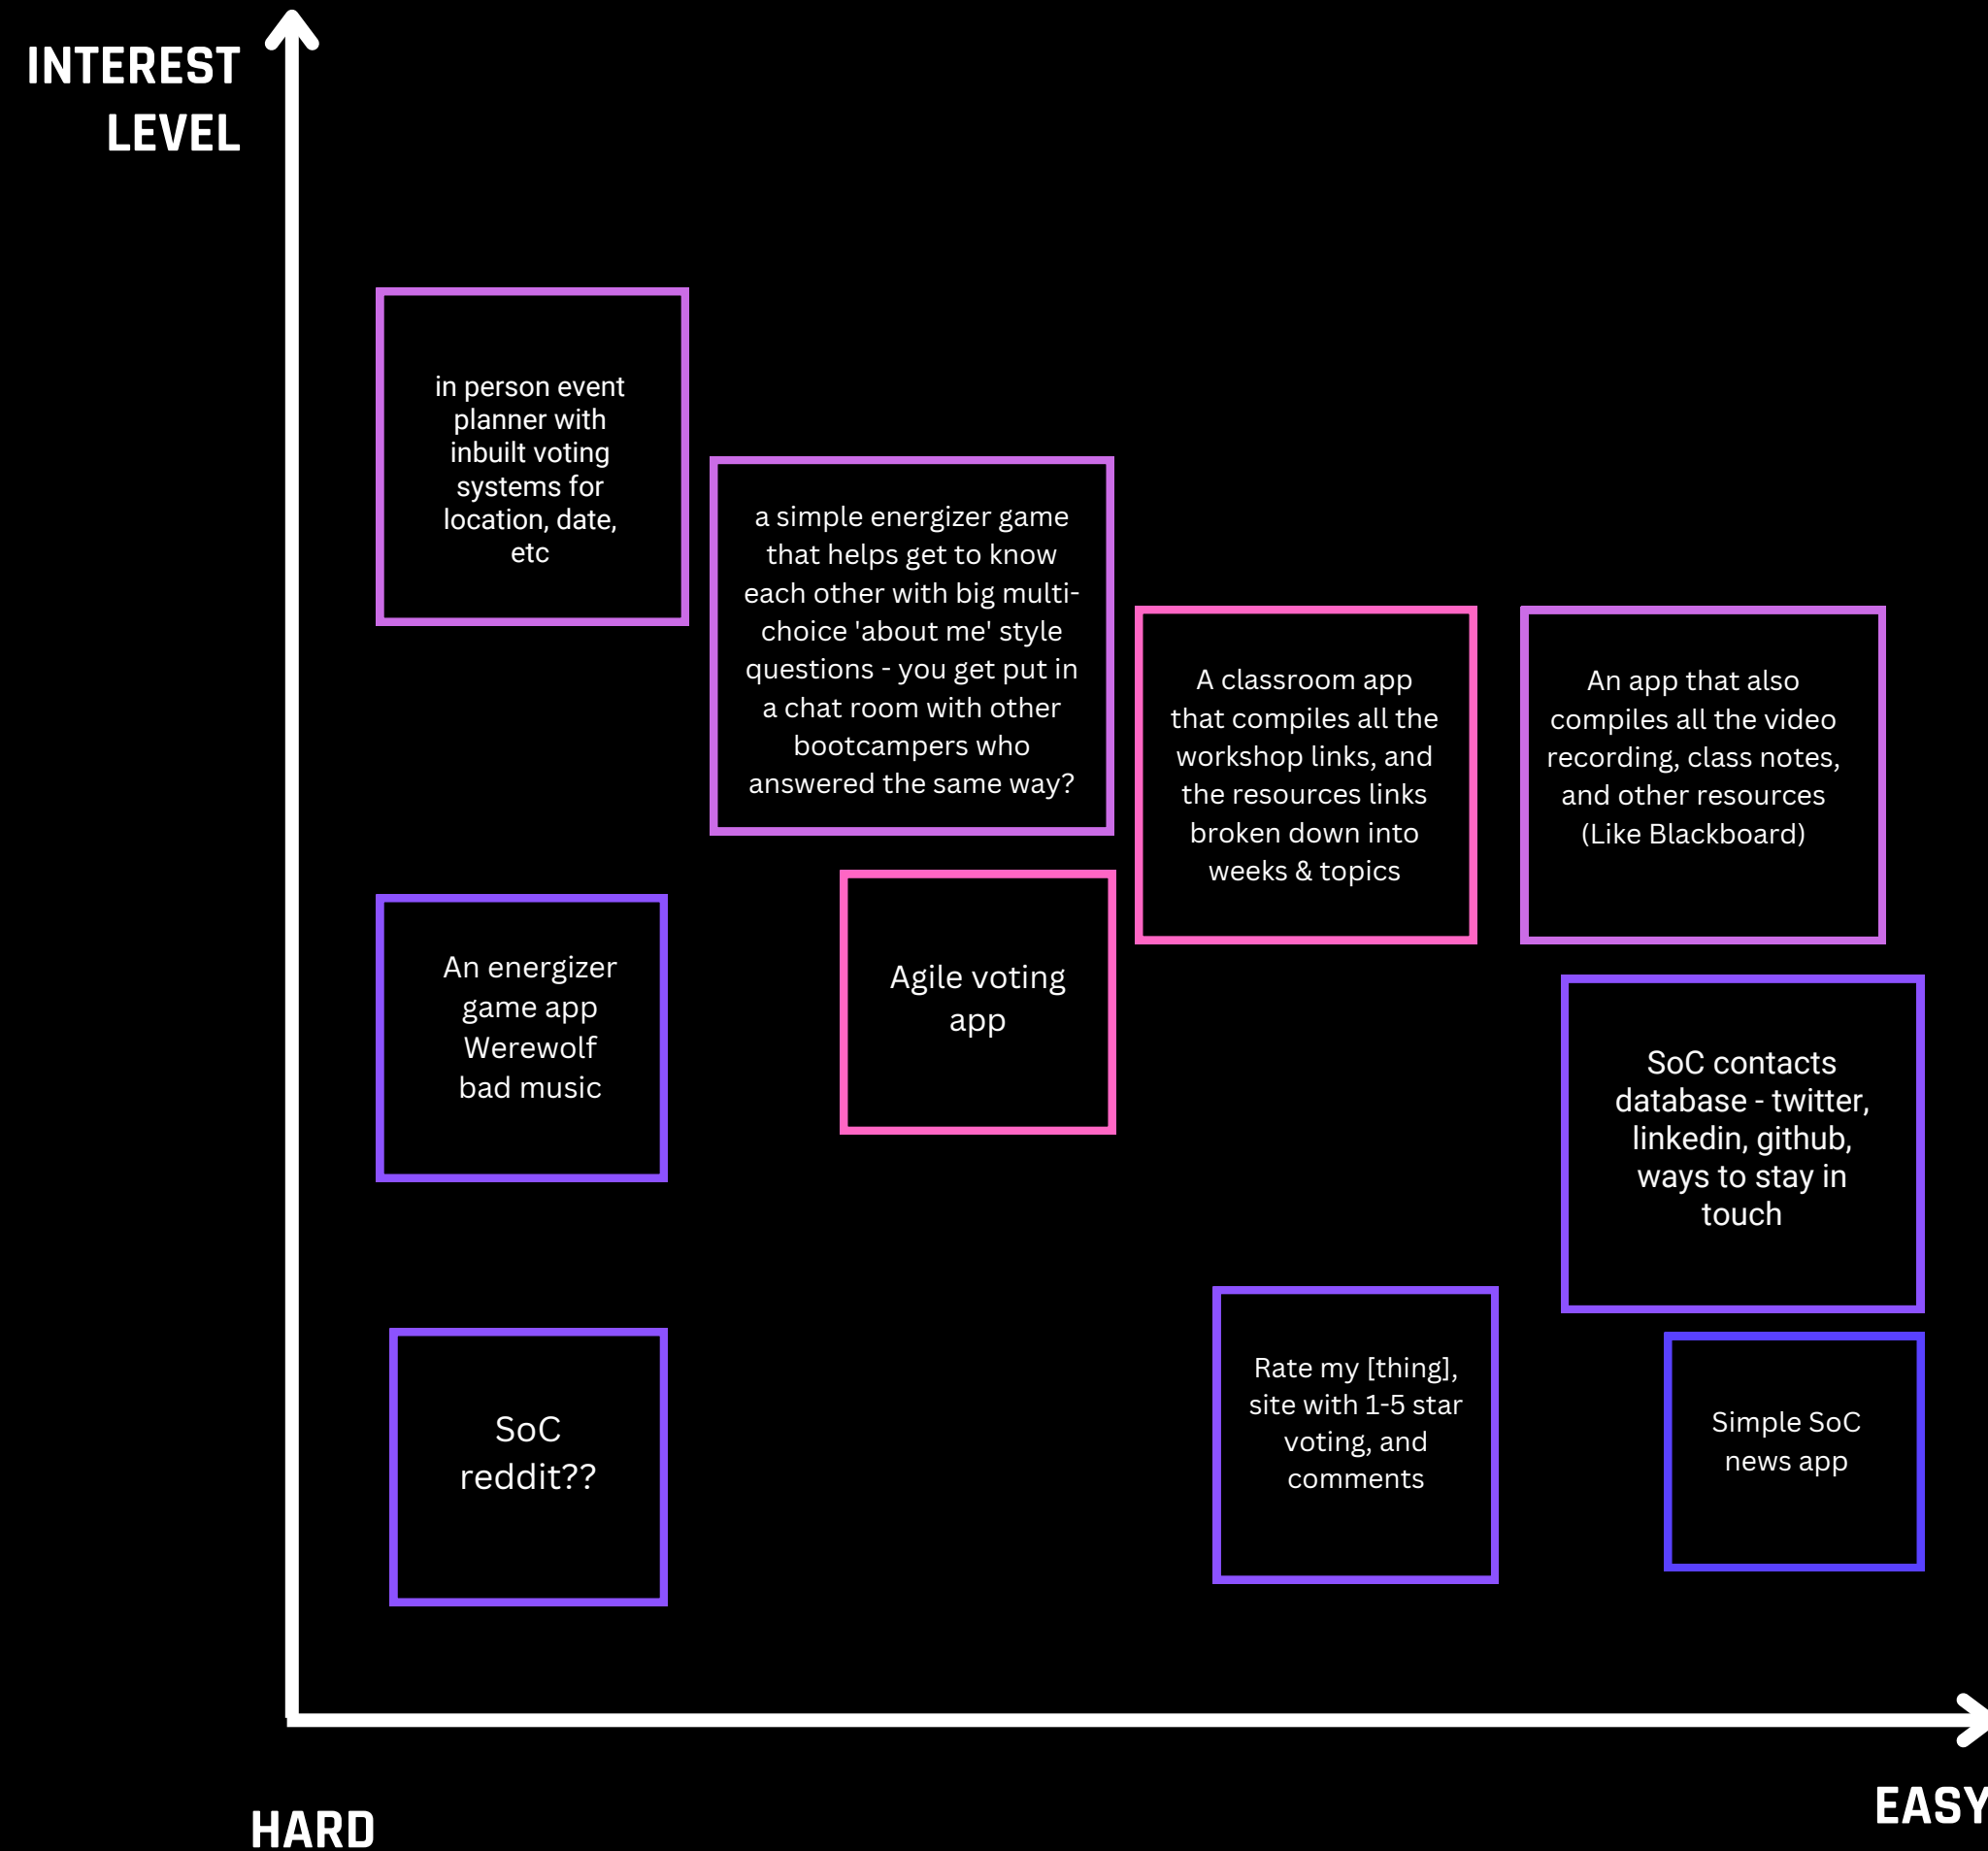 INTEREST
LEVEL
in person event
planner with
inbuilt voting
systems for
location, date,
etc
a simple energizer game
that helps get to know
each other with big multi-
choice 'about me' style
questions - you get put in
a chat room with other
bootcampers who
answered the same way?
A classroom app
that compiles all the
workshop links, and
the resources links
broken down into
weeks & topics
An app that also
compiles all the video
recording, class notes,
and other resources
(Like Blackboard)
An energizer
game app
Werewolf
bad music
Agile voting
app
SoC contacts
database - twitter,
linkedin, github,
ways to stay in
touch
SoC
reddit??
Rate my [thing],
site with 1-5 star
voting, and
comments
Simple SoC
news app
HARD
EASY